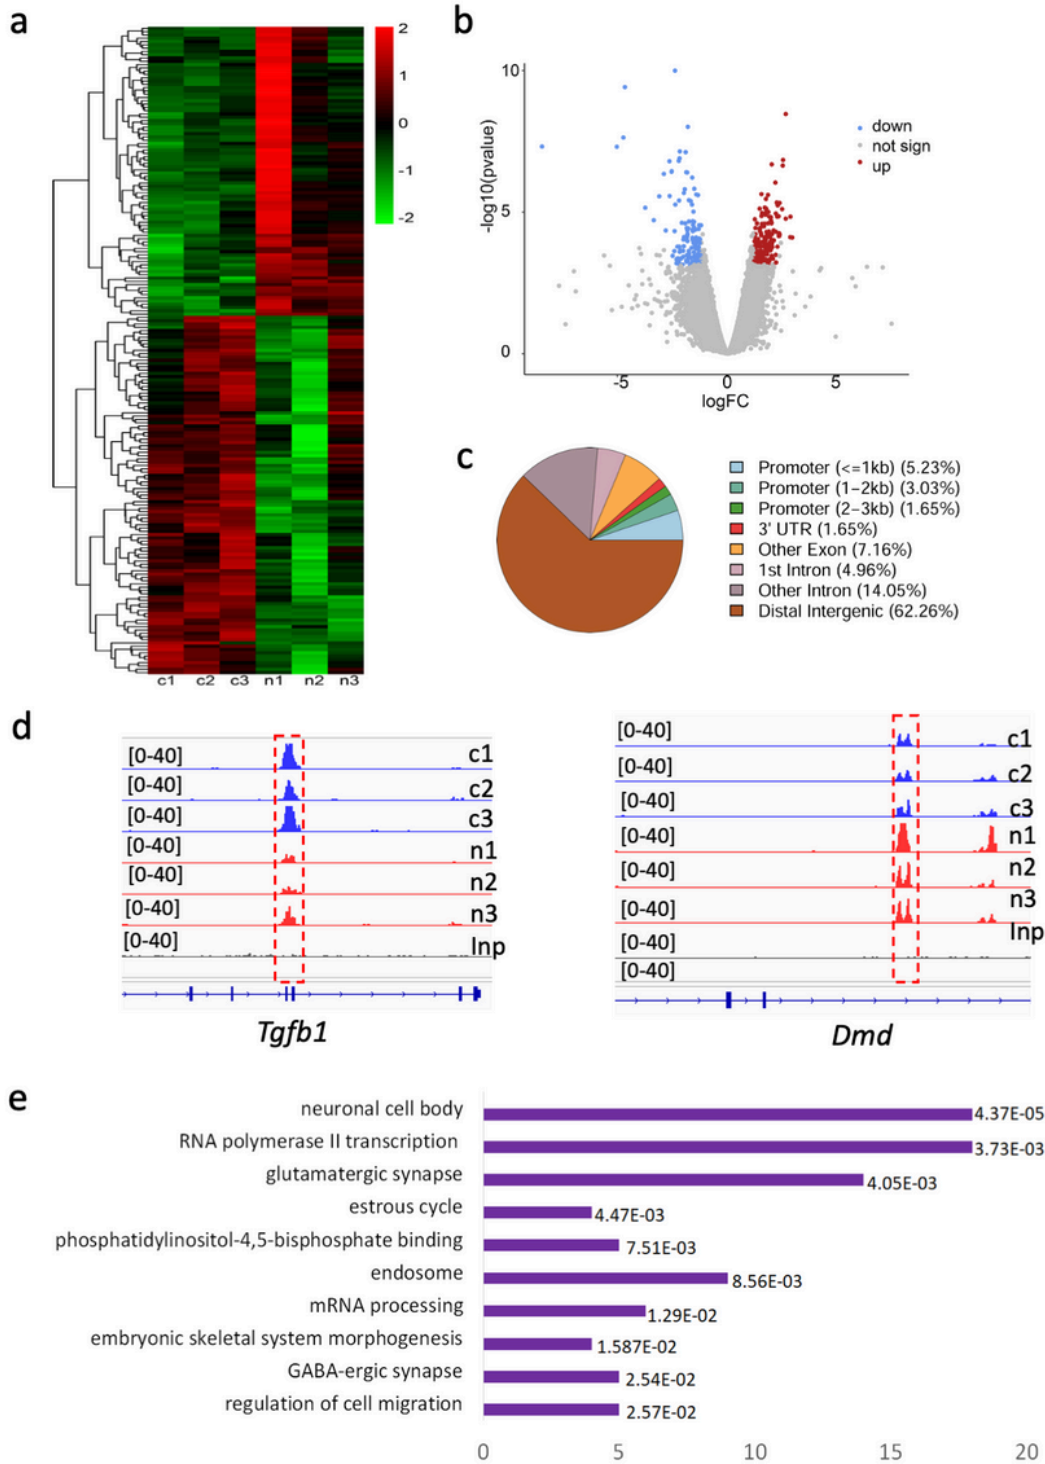 a
2
1
0
-1
-2
c1 c2 c3 n1 n2 n3
b
-log10(pvalue)
10
5
0
-5 0 5
logFC
down
not sign
up
c
Promoter (<=1kb) (5.23%)
Promoter (1–2kb) (3.03%)
Promoter (2–3kb) (1.65%)
3' UTR (1.65%)
Other Exon (7.16%)
1st Intron (4.96%)
Other Intron (14.05%)
Distal Intergenic (62.26%)
d
[0-40] c1
[0-40] c2
[0-40] c3
[0-40] n1
[0-40] n2
[0-40] n3
[0-40] Inp
Tgfb1
[0-40] c1
[0-40] c2
[0-40] c3
[0-40] n1
[0-40] n2
[0-40] n3
[0-40] Inp
[0-40]
Dmd
e
neuronal cell body 4.37E-05
RNA polymerase II transcription 3.73E-03
glutamatergic synapse 4.05E-03
estrous cycle 4.47E-03
phosphatidylinositol-4,5-bisphosphate binding 7.51E-03
endosome 8.56E-03
mRNA processing 1.29E-02
embryonic skeletal system morphogenesis 1.587E-02
GABA-ergic synapse 2.54E-02
regulation of cell migration 2.57E-02
0 5 10 15 20